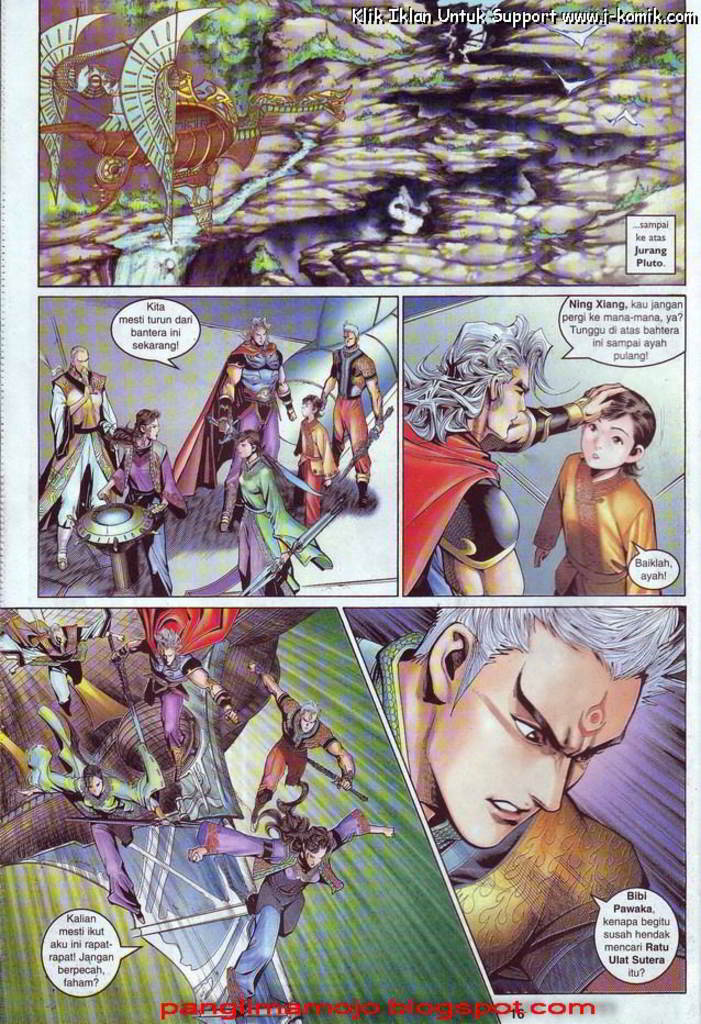 Klik Iklan Untuk Support www.j-komik.com
...sampai
ke atas
Jurang
Pluto.
Kita
mesti turun dari
bantera ini
sekarang!
Ning Xiang, kau jangan
pergi ke mana-mana, ya?
Tunggu di atas bahtera
ini sampai ayah
pulang!
Baiklah,
ayah!
Kalian
mesti ikut
aku ini rapat-
rapat! Jangan
berpecah,
faham?
Bibi
Pawaka,
kenapa begitu
susah hendak
mencari Ratu
Ulat Sutera
itu?
panglimamojo.blogspot.com
16